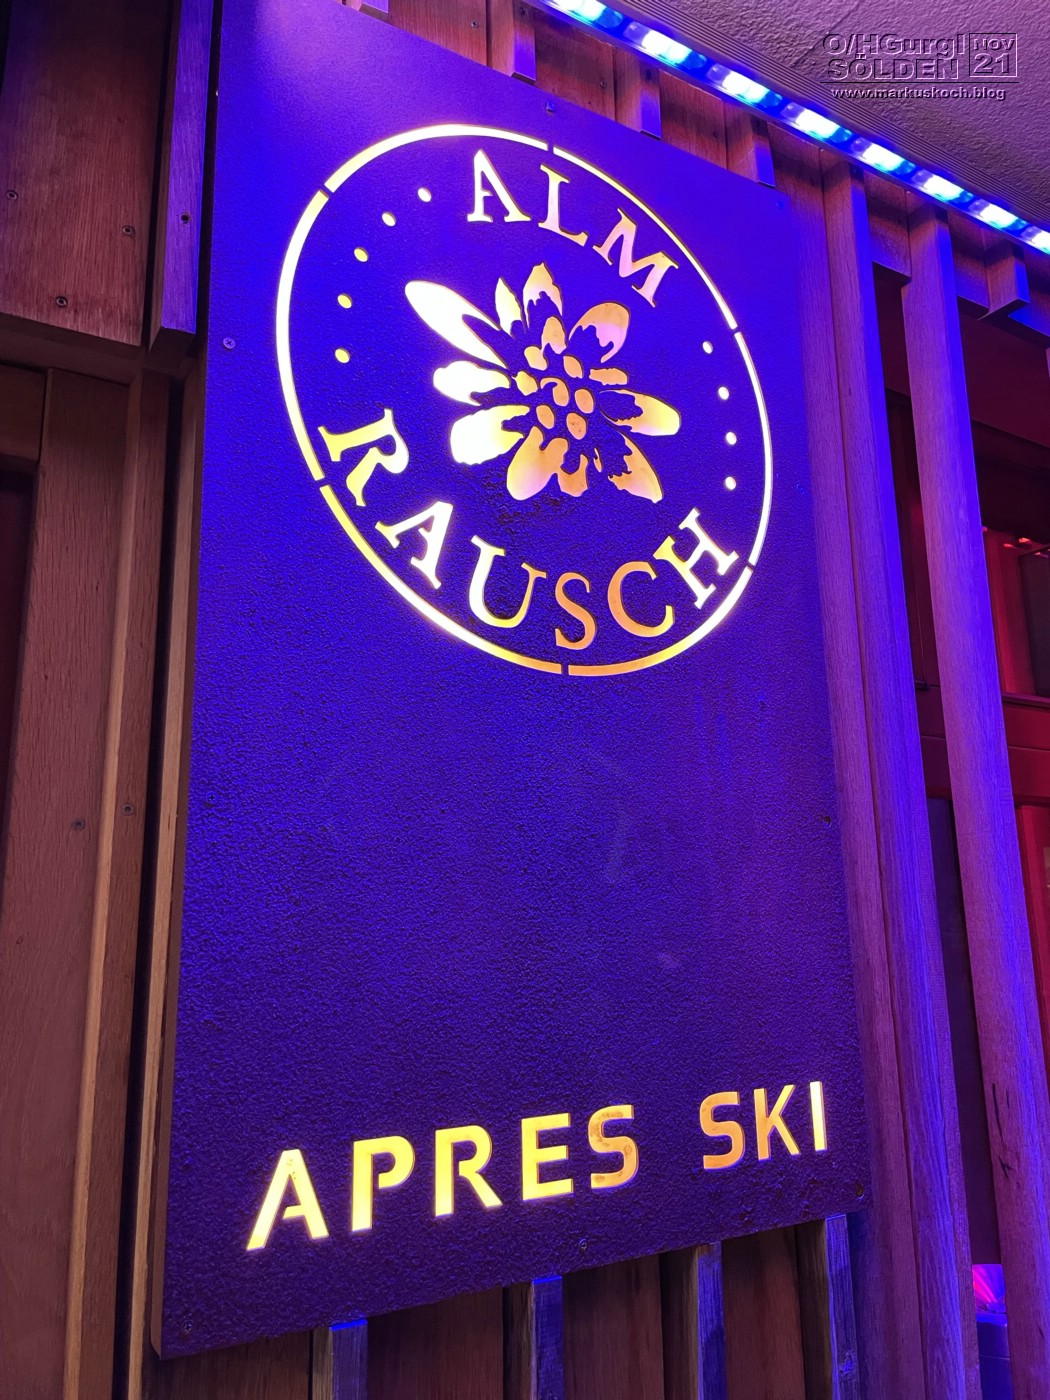 O/HGurgl Nov
SÖLDEN 21
www.markuskoch.blog
ALM
RAUSCH
APRES SKI